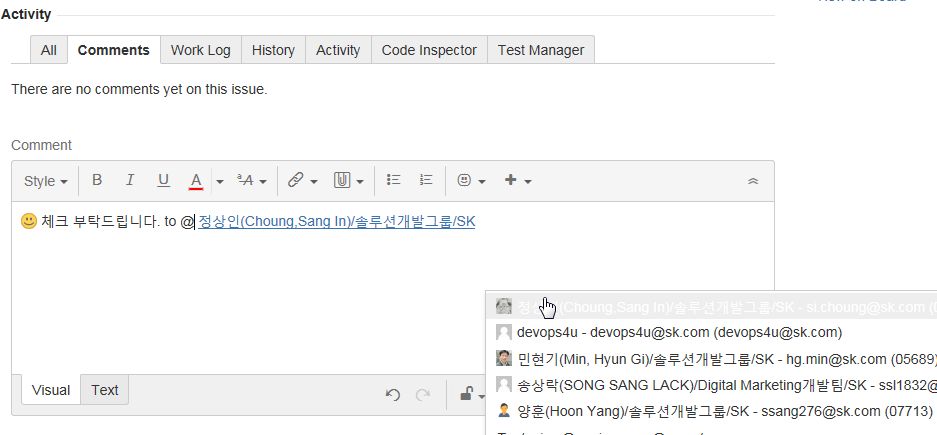 Activity
All Comments Work Log History Activity Code Inspector Test Manager
There are no comments yet on this issue.
Comment
Style B I U A ªA
체크 부탁드립니다. to @ 정상인(Choung,Sang In)/솔루션개발그룹/SK
정상인(Choung,Sang In)/솔루션개발그룹/SK - si.choung@sk.com (0
devops4u - devops4u@sk.com (devops4u@sk.com)
민현기(Min, Hyun Gi)/솔루션개발그룹/SK - hg.min@sk.com (05689)
송상락(SONG SANG LACK)/Digital Marketing개발팀/SK - ssl1832@
양훈(Hoon Yang)/솔루션개발그룹/SK - ssang276@sk.com (07713)
Visual Text